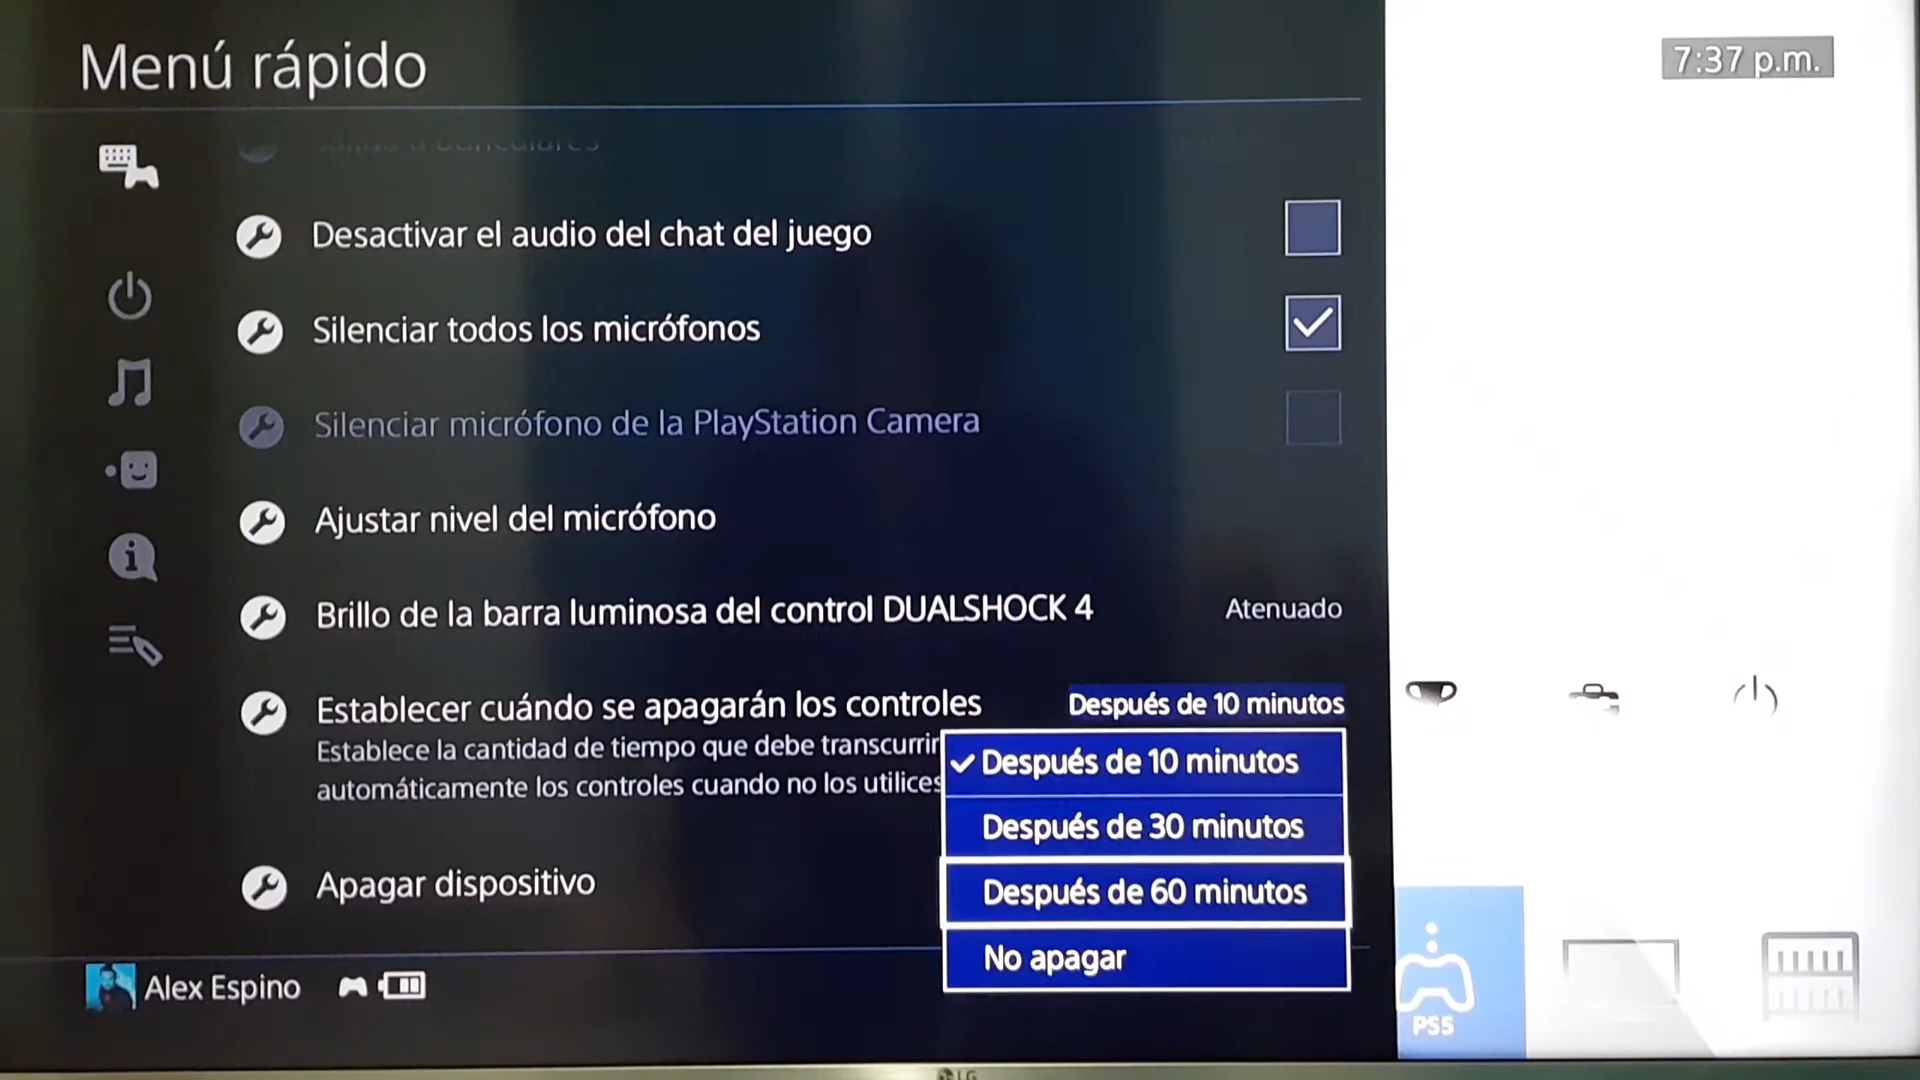 Menú rápido
7:37 p.m.
Desactivar el audio del chat del juego
Silenciar todos los micrófonos
Silenciar micrófono de la PlayStation Camera
Ajustar nivel del micrófono
Brillo de la barra luminosa del control DUALSHOCK 4 Atenuado
Establecer cuándo se apagarán los controles Después de 10 minutos
Establece la cantidad de tiempo que debe transcurrir
automáticamente los controles cuando no los utilices
Después de 10 minutos
Después de 30 minutos
Después de 60 minutos
No apagar
Apagar dispositivo
Alex Espino
PS5
LG